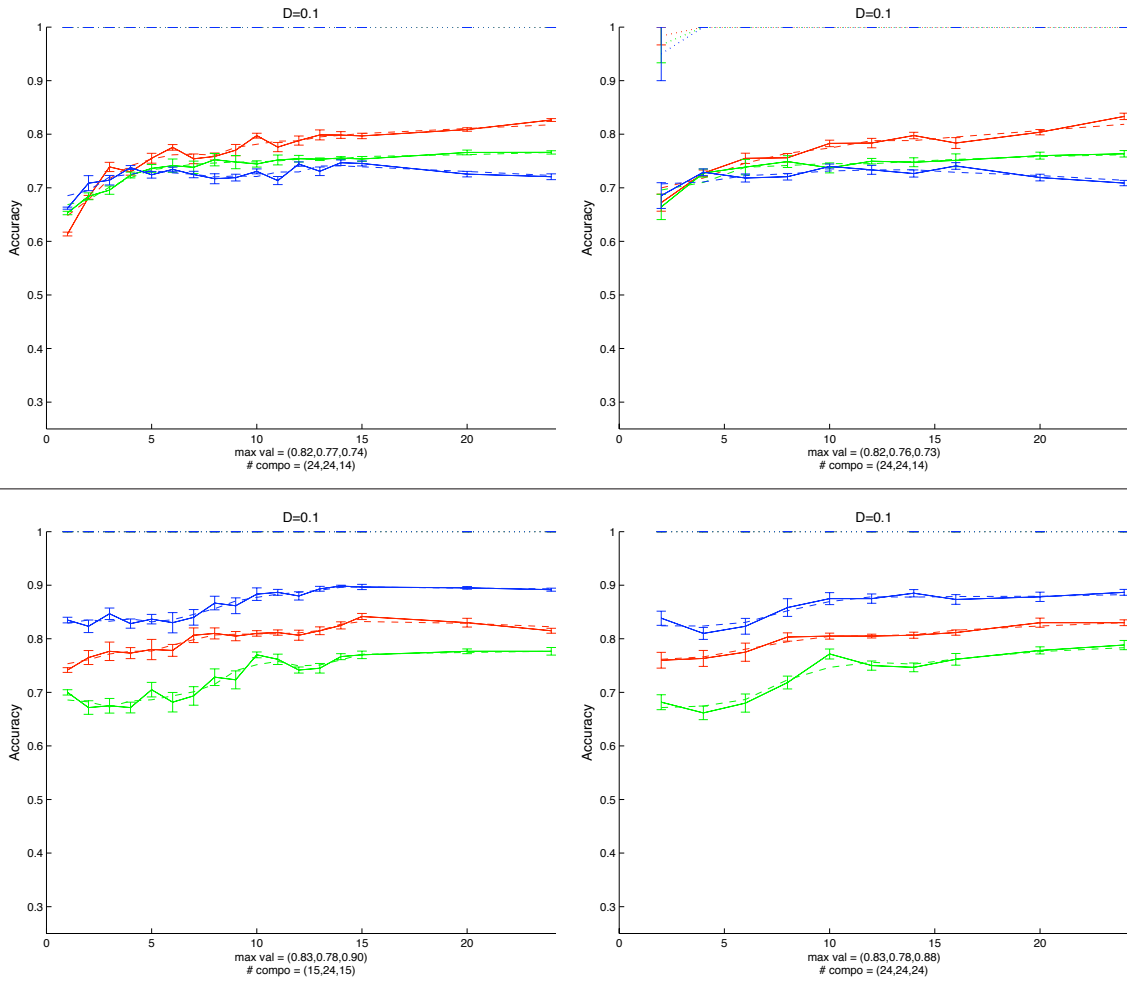 D=0.1
1
0.9
0.8
0.7
0.6
0.5
0.4
0.3
Accuracy
0 5 10 15 20
max val = (0.82,0.77,0.74)
# compo = (24,24,14)
D=0.1
1
0.9
0.8
0.7
0.6
0.5
0.4
0.3
Accuracy
0 5 10 15 20
max val = (0.82,0.76,0.73)
# compo = (24,24,14)
D=0.1
1
0.9
0.8
0.7
0.6
0.5
0.4
0.3
Accuracy
0 5 10 15 20
max val = (0.83,0.78,0.90)
# compo = (15,24,15)
D=0.1
1
0.9
0.8
0.7
0.6
0.5
0.4
0.3
Accuracy
0 5 10 15 20
max val = (0.83,0.78,0.88)
# compo = (24,24,24)